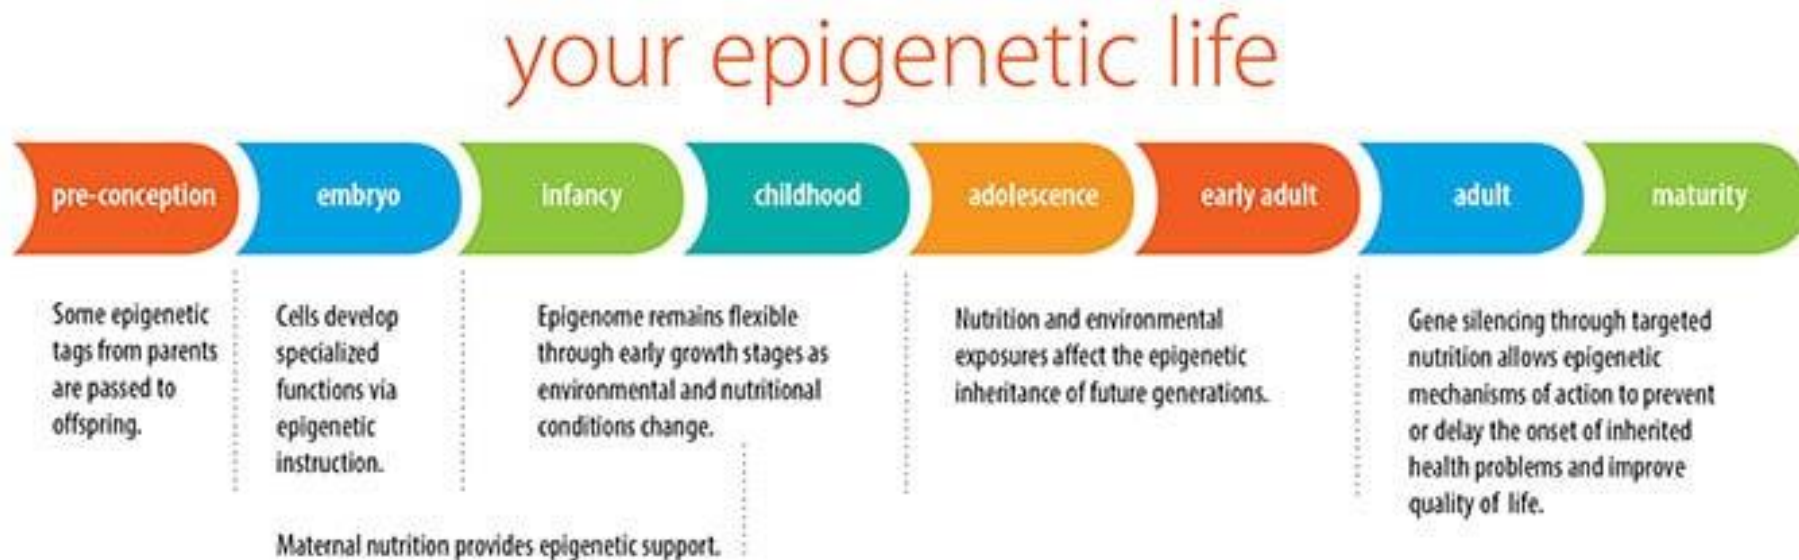 your epigenetic life
pre-conception
embryo
infancy
childhood
adolescence
early adult
adult
maturity
Some epigenetic
tags from parents
are passed to
offspring.
Cells develop
specialized
functions via
epigenetic
instruction.
Epigenome remains flexible
through early growth stages as
environmental and nutritional
conditions change.
Nutrition and environmental
exposures affect the epigenetic
inheritance of future generations.
Gene silencing through targeted
nutrition allows epigenetic
mechanisms of action to prevent
or delay the onset of inherited
health problems and improve
quality of life.
Maternal nutrition provides epigenetic support.